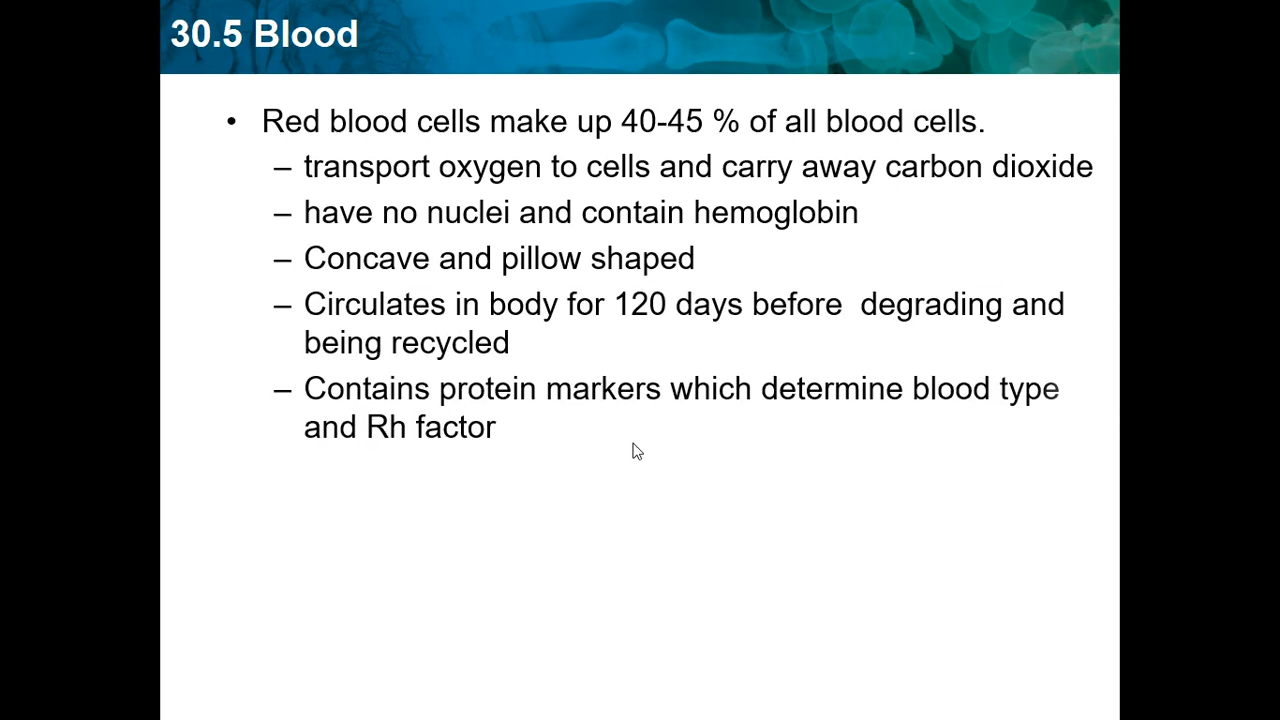 30.5 Blood
• Red blood cells make up 40-45 % of all blood cells.
– transport oxygen to cells and carry away carbon dioxide
– have no nuclei and contain hemoglobin
– Concave and pillow shaped
– Circulates in body for 120 days before  degrading and
being recycled
– Contains protein markers which determine blood type
and Rh factor